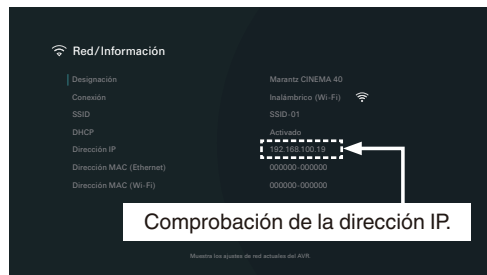 Red/Información
Designación Marantz CINEMA 40
Conexión Inalámbrico (Wi-Fi)
SSID SSID-01
DHCP Activado
Dirección IP 192.168.100.19
Dirección MAC (Ethernet) 000000-000000
Dirección MAC (Wi-Fi) 000000-000000
Comprobación de la dirección IP.
Muestra los ajustes de red actuales del AVR